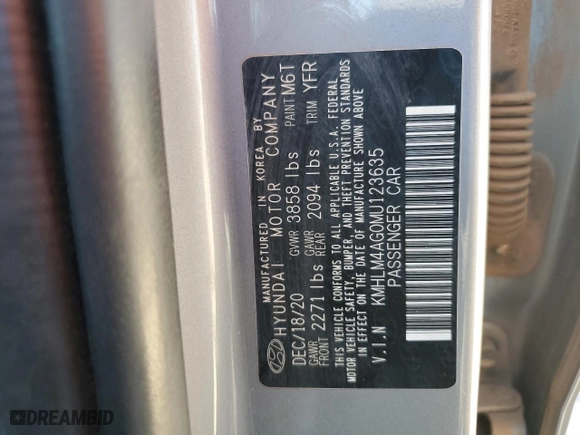 MANUFACTURED IN KOREA BY
HYUNDAI MOTOR COMPANY
DEC/18/20 GVWR 3858 lbs PAINT M6T
GAWR FRONT 2271 lbs GAWR REAR 2094 lbs TRIM YFR
THIS VEHICLE CONFORMS TO ALL APPLICABLE U.S.A. FEDERAL
MOTOR VEHICLE SAFETY, BUMPER, AND THEFT PREVENTION STANDARDS
IN EFFECT ON THE DATE OF MANUFACTURE SHOWN ABOVE
V.I.N KMHLM4AG0MU123635
PASSENGER CAR
DREAMBID